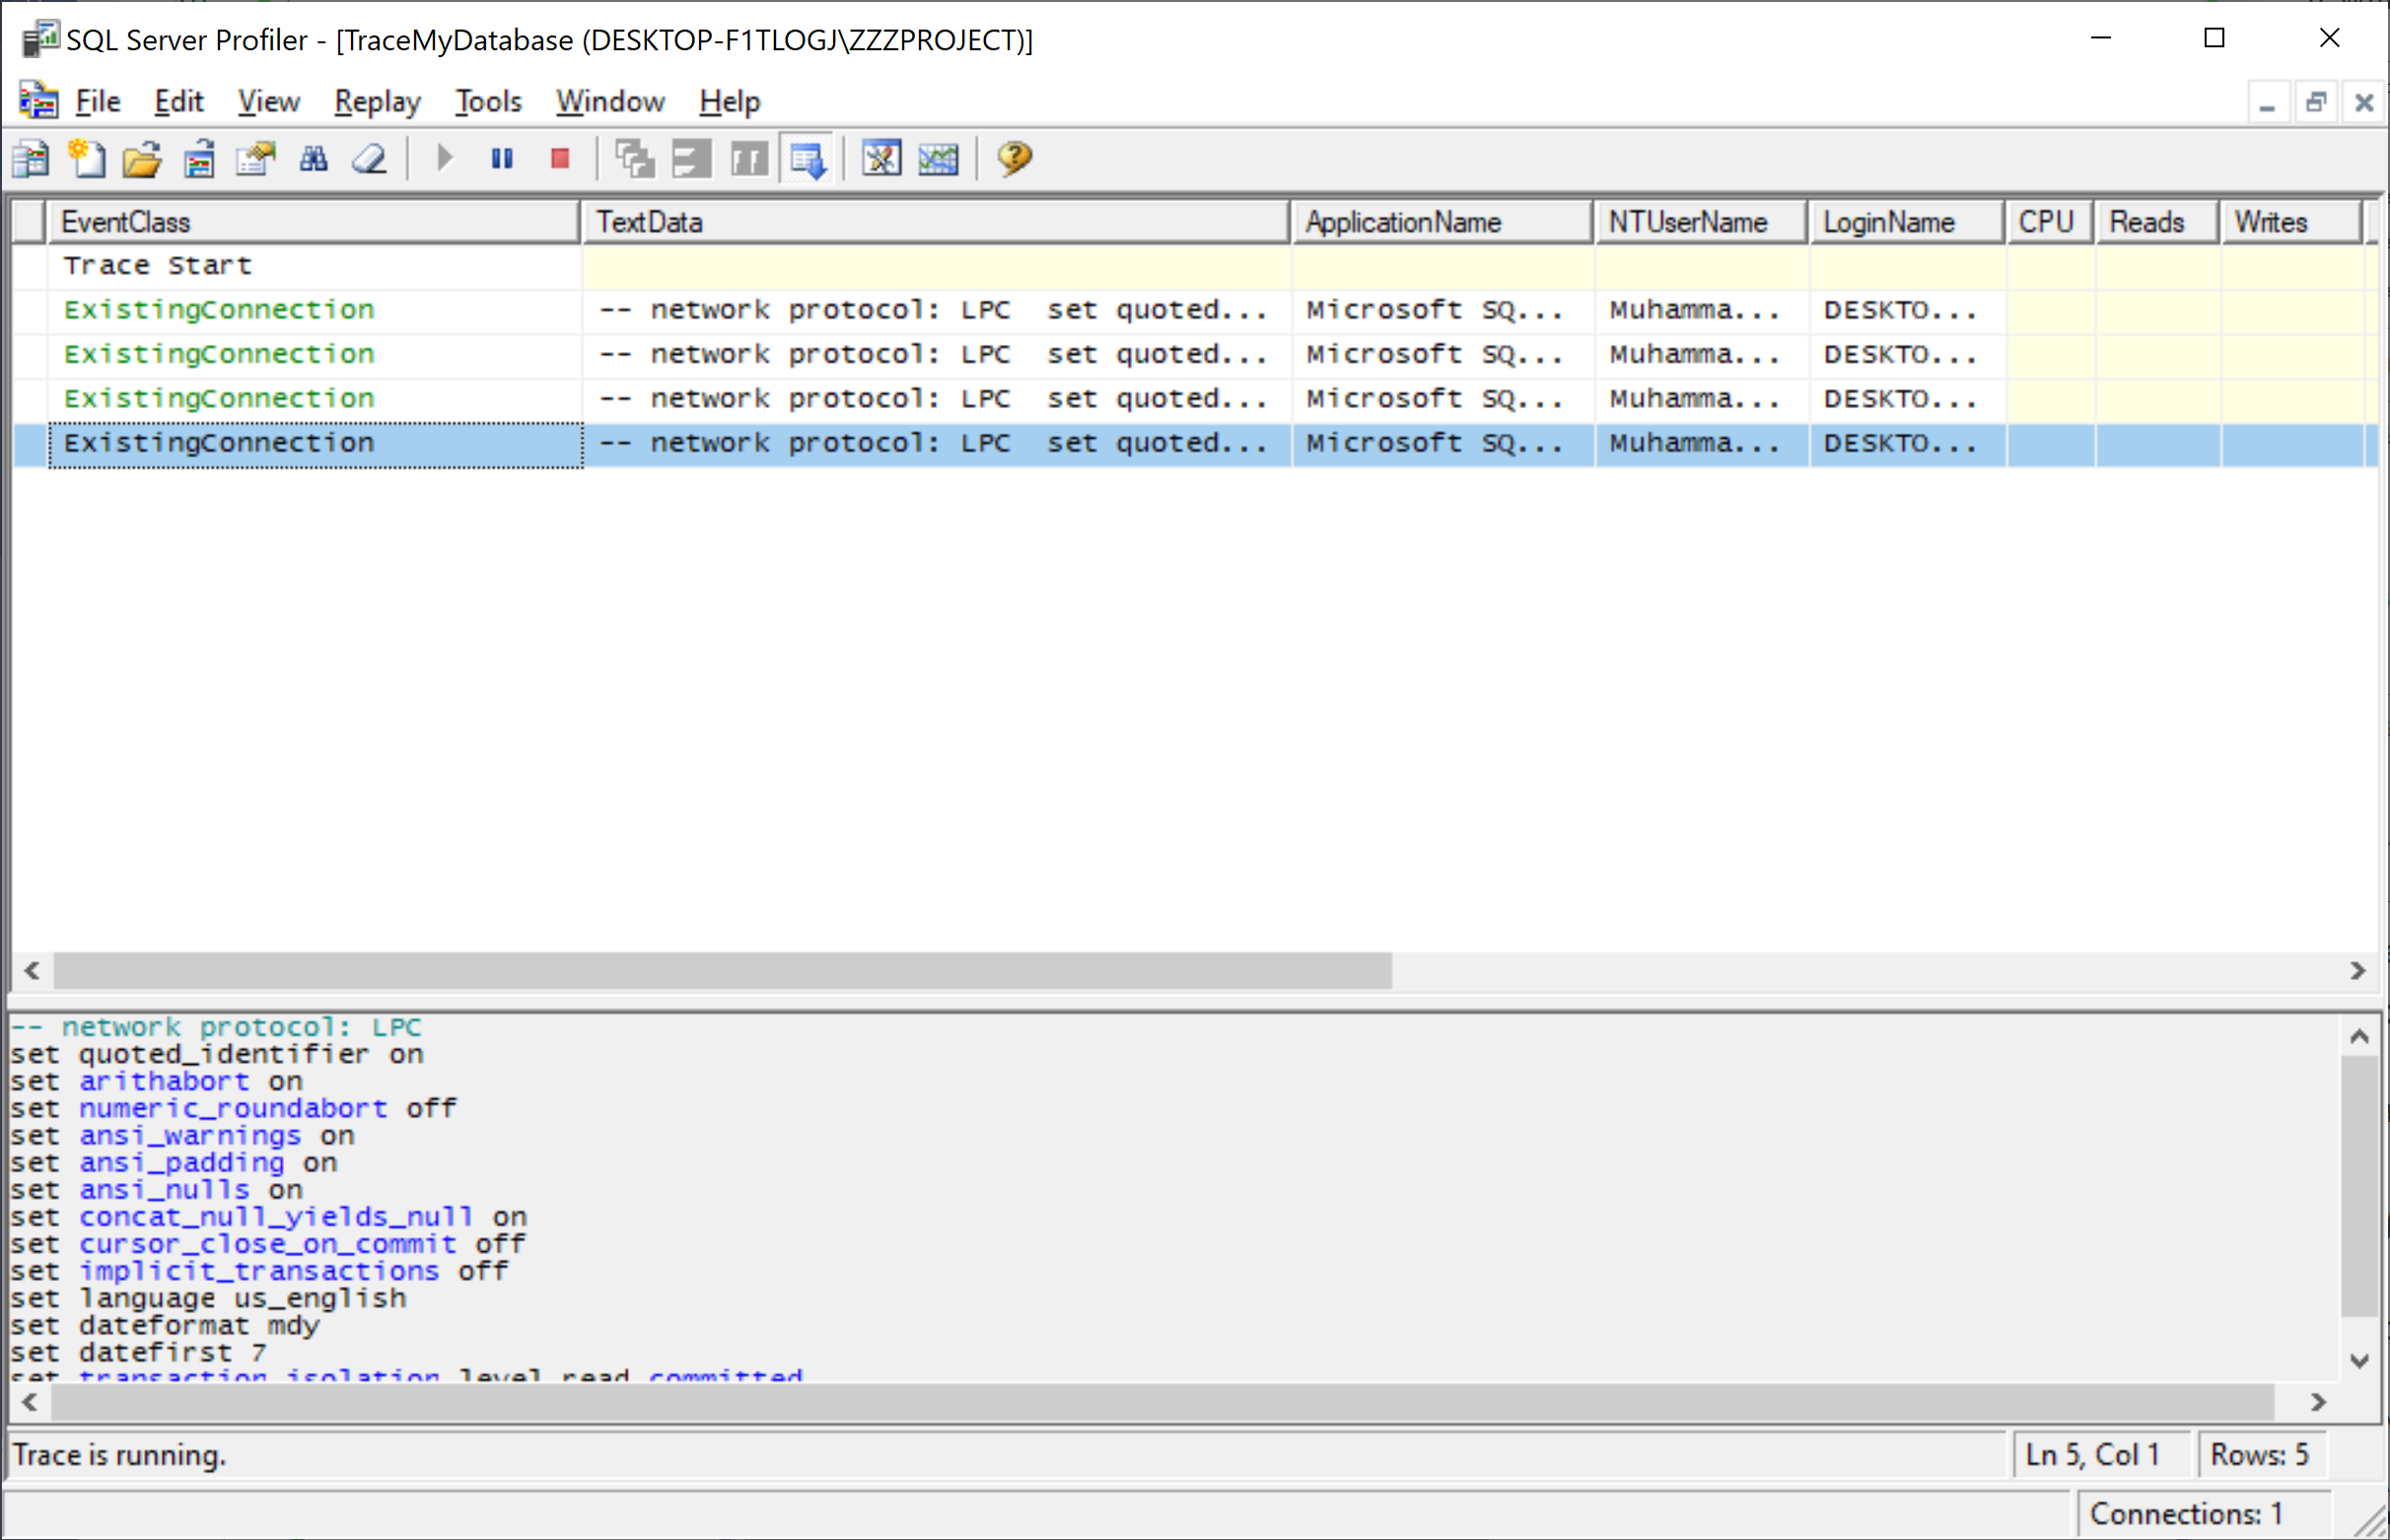 SQL Server Profiler - [TraceMyDatabase (DESKTOP-F1TLOGJ\ZZZPROJECT)]
File Edit View Replay Tools Window Help
EventClass TextData ApplicationName NTUserName LoginName CPU Reads Writes
Trace Start
ExistingConnection -- network protocol: LPC set quoted... Microsoft SQ... Muhamma... DESKTO...
ExistingConnection -- network protocol: LPC set quoted... Microsoft SQ... Muhamma... DESKTO...
ExistingConnection -- network protocol: LPC set quoted... Microsoft SQ... Muhamma... DESKTO...
ExistingConnection -- network protocol: LPC set quoted... Microsoft SQ... Muhamma... DESKTO...
-- network protocol: LPC
set quoted_identifier on
set arithabort on
set numeric_roundabort off
set ansi_warnings on
set ansi_padding on
set ansi_nulls on
set concat_null_yields_null on
set cursor_close_on_commit off
set implicit_transactions off
set language us_english
set dateformat mdy
set datefirst 7
set transaction isolation level read committed
Trace is running.
Ln 5, Col 1
Rows: 5
Connections: 1